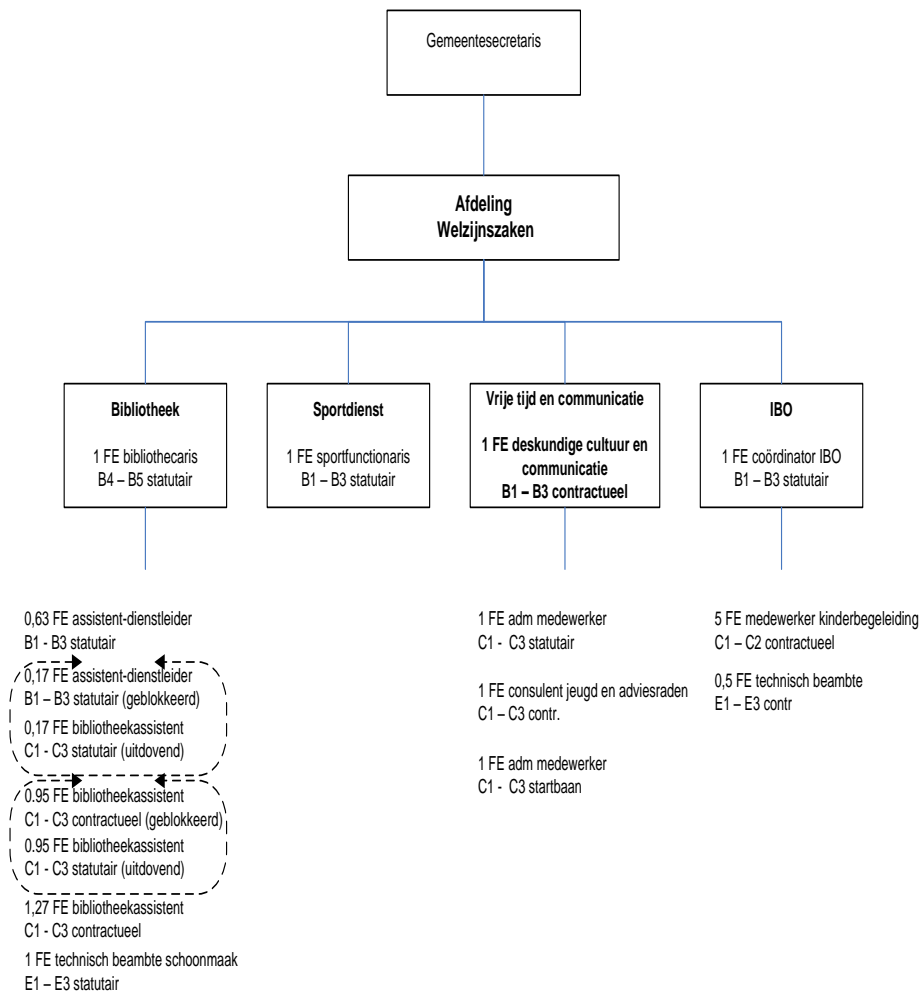 Gemeentesecretaris
Afdeling
Welzijnszaken
Bibliotheek
1 FE bibliothecaris
B4 – B5 statutair
Sportdienst
1 FE sportfunctionaris
B1 – B3 statutair
Vrije tijd en communicatie
1 FE deskundige cultuur en
communicatie
B1 – B3 contractueel
IBO
1 FE coördinator IBO
B1 – B3 statutair
0,63 FE assistent-dienstleider
B1 - B3 statutair
0,17 FE assistent-dienstleider
B1 – B3 statutair (geblokkeerd)
0,17 FE bibliotheekassistent
C1 - C3 statutair (uitdovend)
0.95 FE bibliotheekassistent
C1 - C3 contractueel (geblokkeerd)
0.95 FE bibliotheekassistent
C1 - C3 statutair (uitdovend)
1,27 FE bibliotheekassistent
C1 - C3 contractueel
1 FE technisch beambte schoonmaak
E1 – E3 statutair
1 FE adm medewerker
C1 - C3 statutair
1 FE consulent jeugd en adviesraden
C1 – C3 contr.
1 FE adm medewerker
C1 - C3 startbaan
5 FE medewerker kinderbegeleiding
C1 – C2 contractueel
0,5 FE technisch beambte
E1 – E3 contr